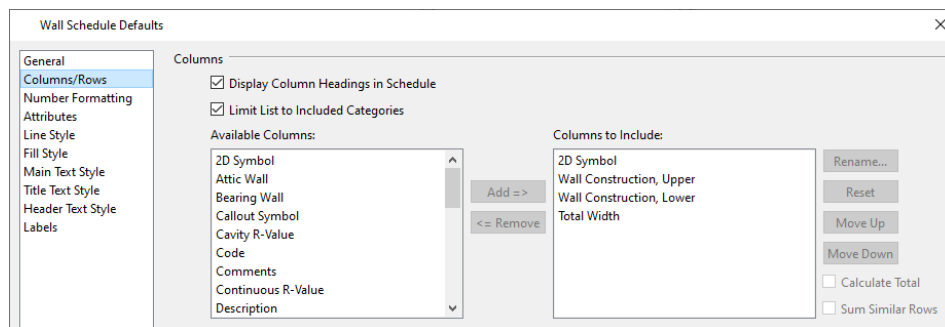 Wall Schedule Defaults
General
Columns/Rows
Number Formatting
Attributes
Line Style
Fill Style
Main Text Style
Title Text Style
Header Text Style
Labels
Columns
Display Column Headings in Schedule
Limit List to Included Categories
Available Columns:
2D Symbol
Attic Wall
Bearing Wall
Callout Symbol
Cavity R-Value
Code
Comments
Continuous R-Value
Description
Add =>
<= Remove
Columns to Include:
2D Symbol
Wall Construction, Upper
Wall Construction, Lower
Total Width
Rename...
Reset
Move Up
Move Down
Calculate Total
Sum Similar Rows